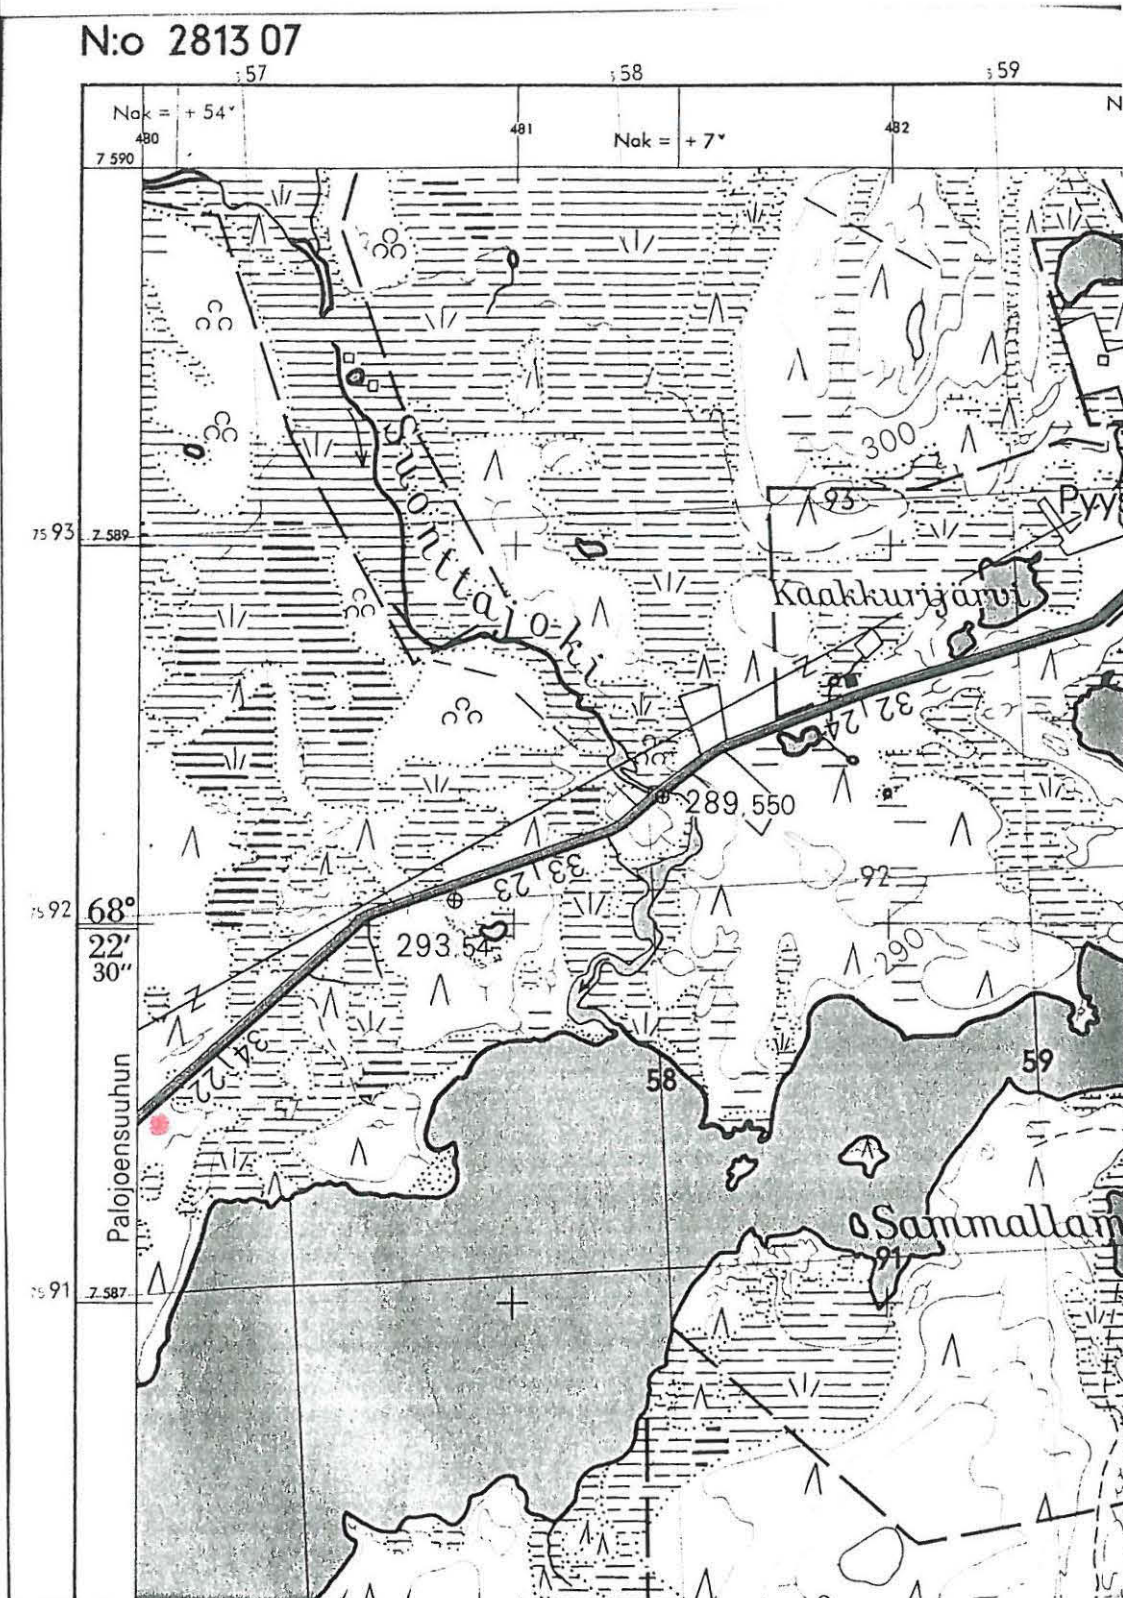 N:o 2813 07
57
58
59
Nak = + 54ᵛ
480
481
Nak = + 7ᵛ
482
N
7 590
300
Suonttajoki
93
Pyy
75 93
7 589
Kaakkurijärvi
Z
24 32
289,550
23 33
92
75 92
68°
22'
30"
293,54
290
Z
22 34
58
59
Palojoensuuhun
Sammallam
91
75 91
7 587